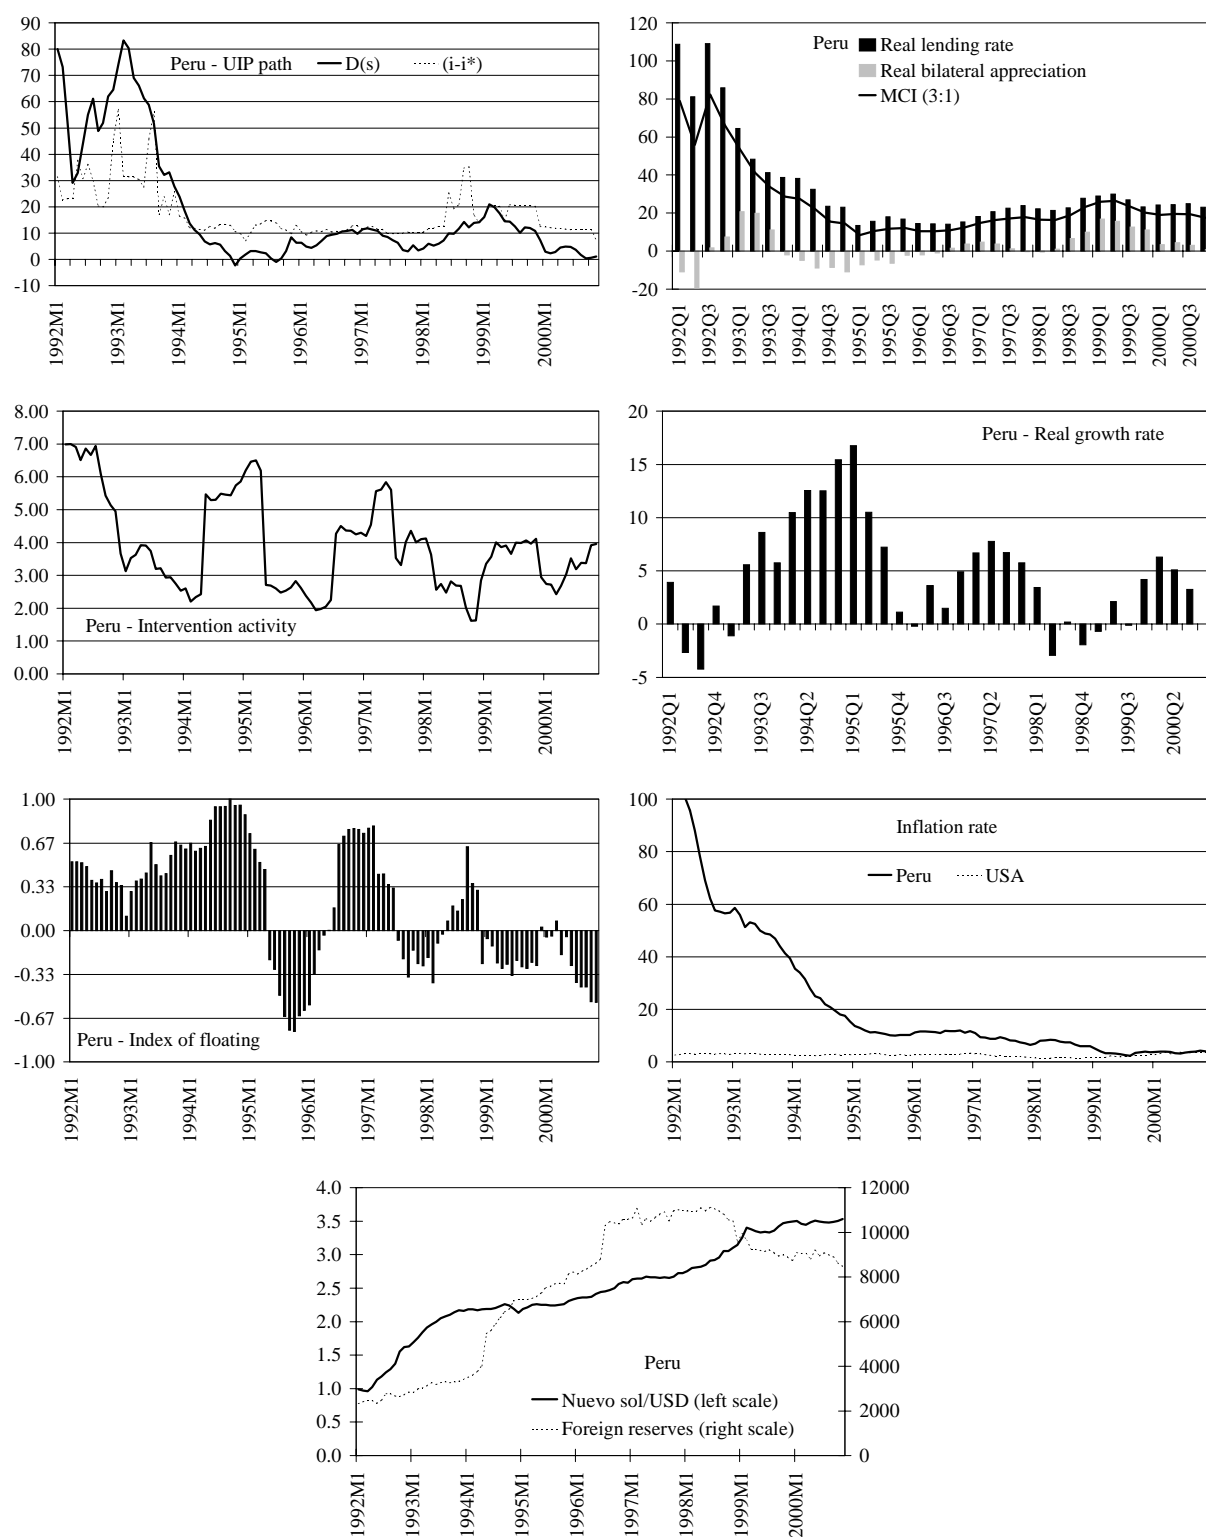 90
80
70
60
50
40
30
20
10
0
-10
Peru - UIP path D(s) (i-i*)
1992M1
1993M1
1994M1
1995M1
1996M1
1997M1
1998M1
1999M1
2000M1
120
100
80
60
40
20
0
-20
Peru Real lending rate
Real bilateral appreciation
MCI (3:1)
1992Q1
1992Q3
1993Q1
1993Q3
1994Q1
1994Q3
1995Q1
1995Q3
1996Q1
1996Q3
1997Q1
1997Q3
1998Q1
1998Q3
1999Q1
1999Q3
2000Q1
2000Q3
8.00
7.00
6.00
5.00
4.00
3.00
2.00
1.00
0.00
Peru - Intervention activity
1992M1
1993M1
1994M1
1995M1
1996M1
1997M1
1998M1
1999M1
2000M1
20
15
10
5
0
-5
Peru - Real growth rate
1992Q1
1992Q4
1993Q3
1994Q2
1995Q1
1995Q4
1996Q3
1997Q2
1998Q1
1998Q4
1999Q3
2000Q2
1.00
0.67
0.33
0.00
-0.33
-0.67
-1.00
Peru - Index of floating
1992M1
1993M1
1994M1
1995M1
1996M1
1997M1
1998M1
1999M1
2000M1
100
80
60
40
20
0
Inflation rate
Peru USA
1992M1
1993M1
1994M1
1995M1
1996M1
1997M1
1998M1
1999M1
2000M1
4.0
3.5
3.0
2.5
2.0
1.5
1.0
0.5
0.0
12000
10000
8000
6000
4000
2000
0
Peru
Nuevo sol/USD (left scale)
Foreign reserves (right scale)
1992M1
1993M1
1994M1
1995M1
1996M1
1997M1
1998M1
1999M1
2000M1